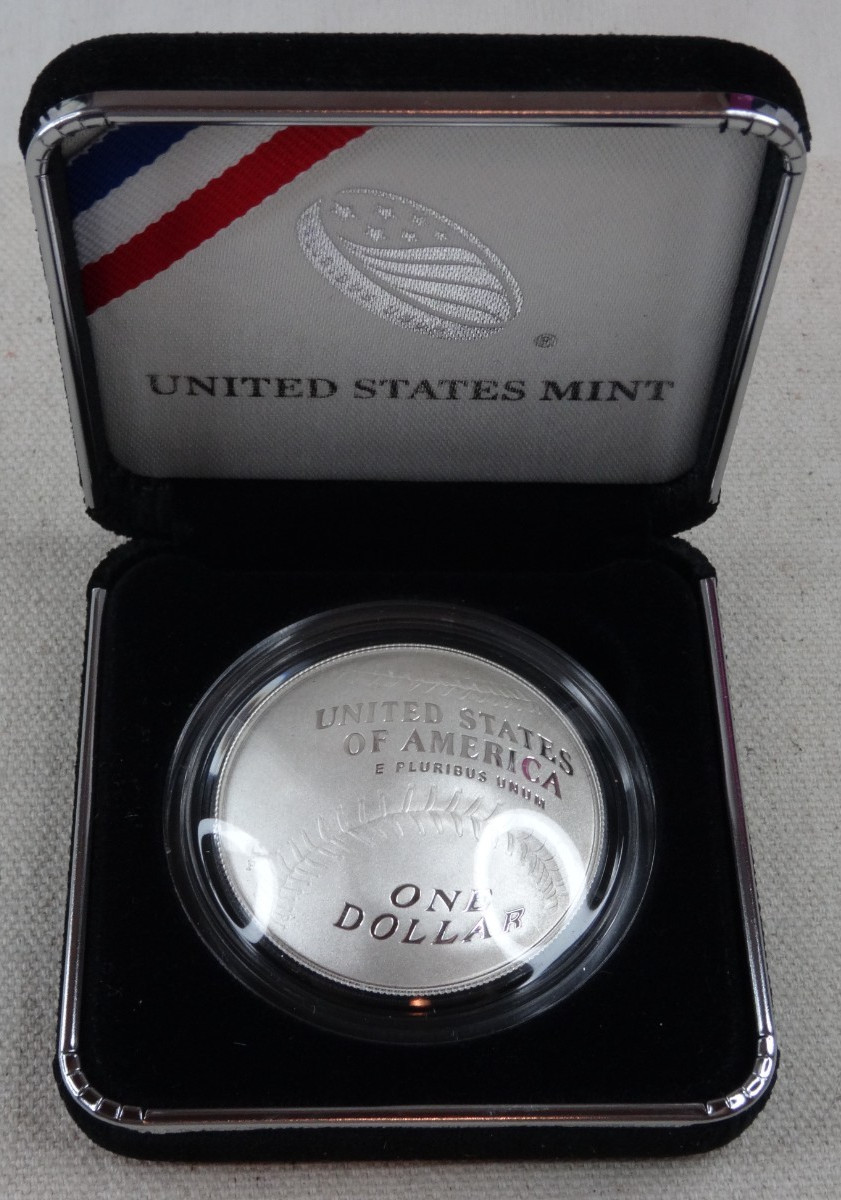 ®
UNITED STATES MINT
UNITED STATES
OF AMERICA
E PLURIBUS UNUM
ONE
DOLLAR